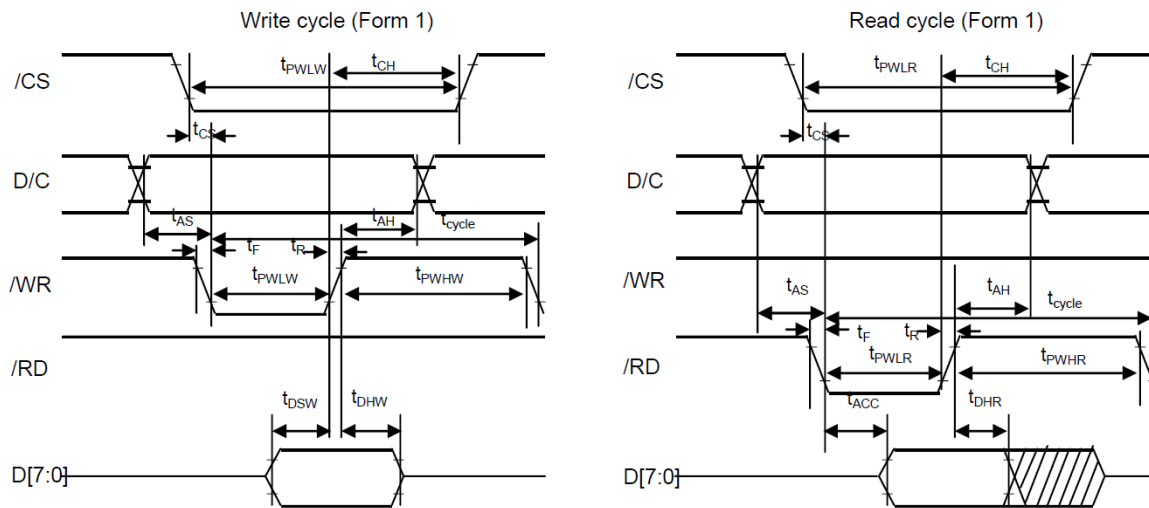 Write cycle (Form 1)
/CS
tPWLW
tCH
tCS
D/C
tAS
tAH
tcycle
tF
tR
/WR
tPWLW
tPWHW
/RD
tDSW
tDHW
D[7:0]
Read cycle (Form 1)
/CS
tPWLR
tCH
tCS
D/C
/WR
tAS
tAH
tcycle
tF
tR
/RD
tPWLR
tPWHR
tACC
tDHR
D[7:0]